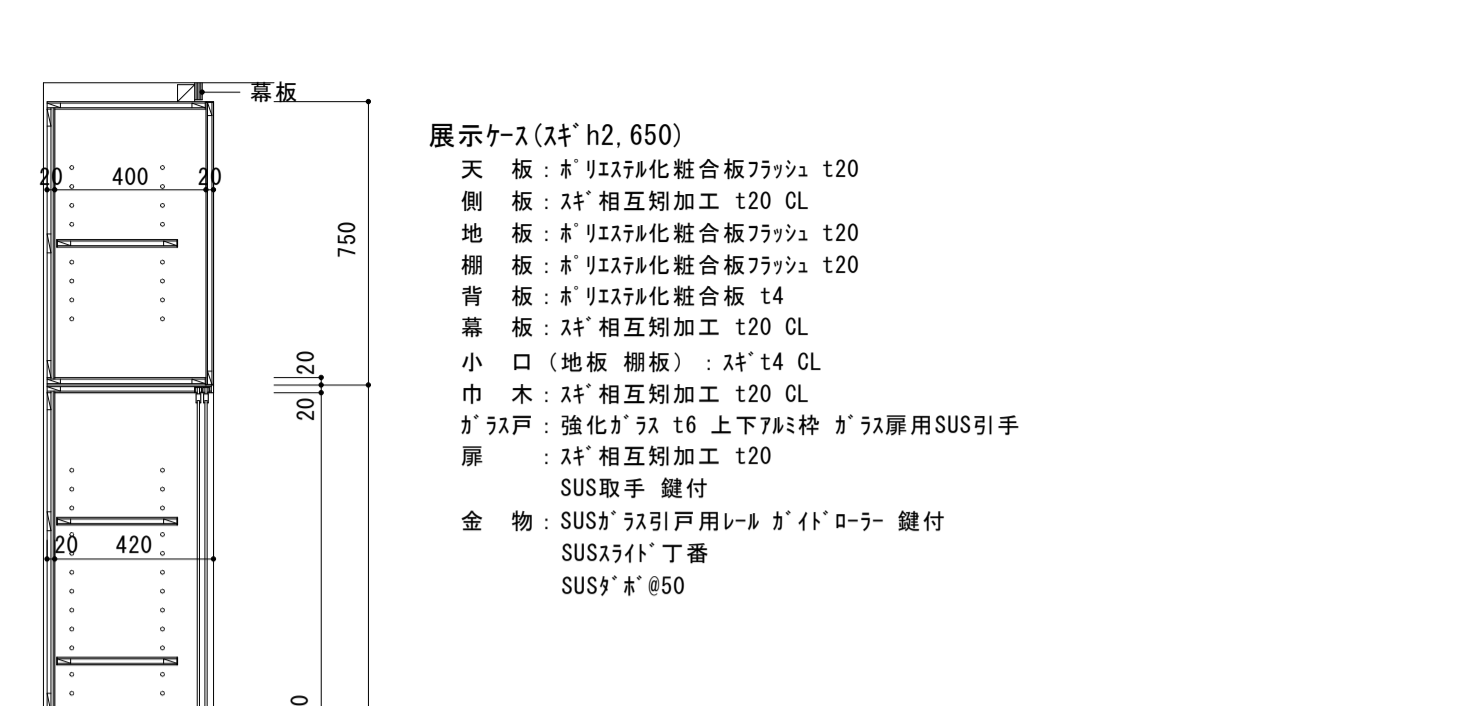 幕板
展示ｹｰｽ(ｽｷﾞh2,650)
天　板：ﾎﾟﾘｴｽﾃﾙ化粧合板ﾌﾗｯｼｭ t20
側　板：ｽｷﾞ相互矧加工 t20 CL
地　板：ﾎﾟﾘｴｽﾃﾙ化粧合板ﾌﾗｯｼｭ t20
棚　板：ﾎﾟﾘｴｽﾃﾙ化粧合板ﾌﾗｯｼｭ t20
背　板：ﾎﾟﾘｴｽﾃﾙ化粧合板 t4
幕　板：ｽｷﾞ相互矧加工 t20 CL
小　口（地板 棚板）：ｽｷﾞt4 CL
巾　木：ｽｷﾞ相互矧加工 t20 CL
ｶﾞﾗｽ戸：強化ｶﾞﾗｽ t6 上下ｱﾙﾐ枠 ｶﾞﾗｽ扉用SUS引手
扉　　：ｽｷﾞ相互矧加工 t20
SUS取手 鍵付
金　物：SUSｶﾞﾗｽ引戸用ﾚｰﾙ ｶﾞｲﾄﾞﾛｰﾗｰ 鍵付
SUSｽﾗｲﾄﾞ丁番
SUSﾀﾞﾎﾞ@50
20 400 20
750
20
20
20 420